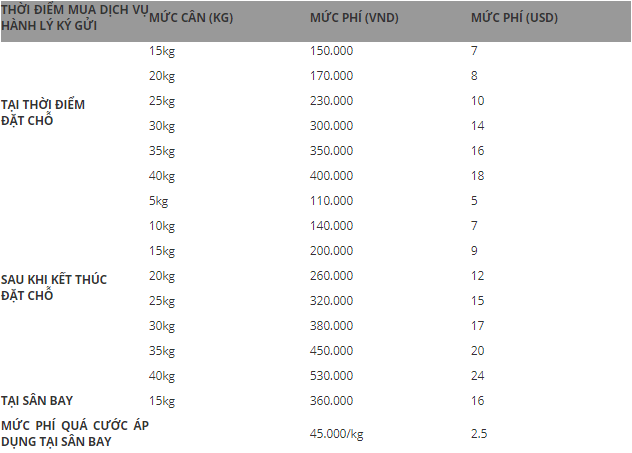 THỜI ĐIỂM MUA DỊCH VỤ HÀNH LÝ KÝ GỬI MỨC CÂN (KG) MỨC PHÍ (VND) MỨC PHÍ (USD)
TẠI THỜI ĐIỂM ĐẶT CHỖ
15kg 150.000 7
20kg 170.000 8
25kg 230.000 10
30kg 300.000 14
35kg 350.000 16
40kg 400.000 18
SAU KHI KẾT THÚC ĐẶT CHỖ
5kg 110.000 5
10kg 140.000 7
15kg 200.000 9
20kg 260.000 12
25kg 320.000 15
30kg 380.000 17
35kg 450.000 20
40kg 530.000 24
TẠI SÂN BAY 15kg 360.000 16
MỨC PHÍ QUÁ CƯỚC ÁP DỤNG TẠI SÂN BAY 45.000/kg 2.5